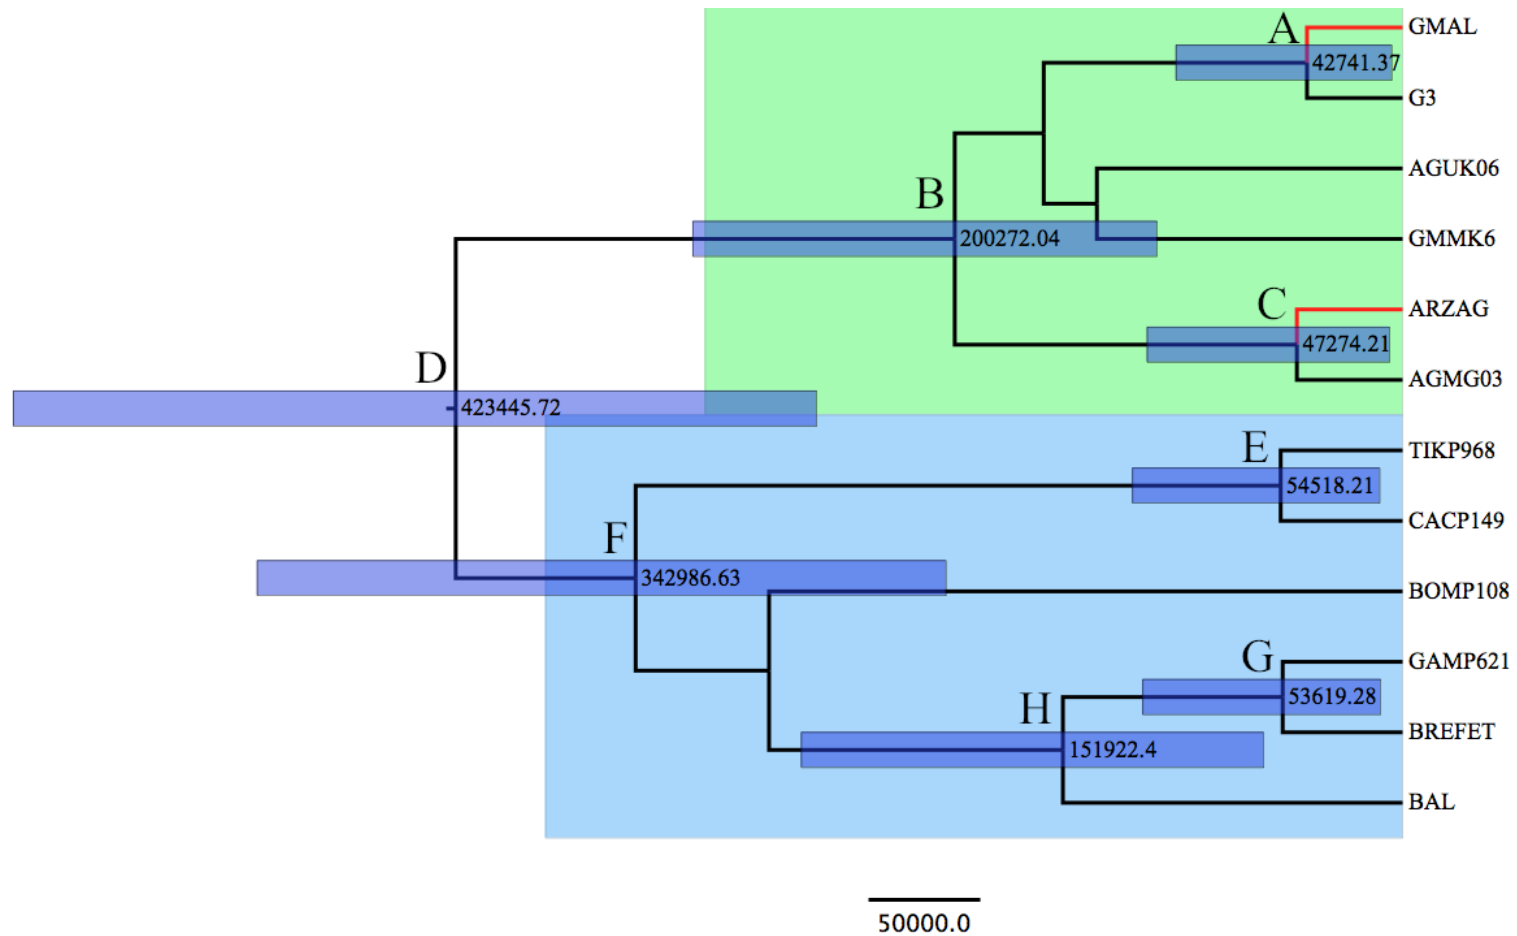 A
GMAL
42741.37
G3
AGUK06
B
200272.04
GMMK6
C
ARZAG
47274.21
AGMG03
D
423445.72
E
TIKP968
54518.21
CACP149
F
342986.63
BOMP108
G
GAMP621
53619.28
H
BREFET
151922.4
BAL
50000.0